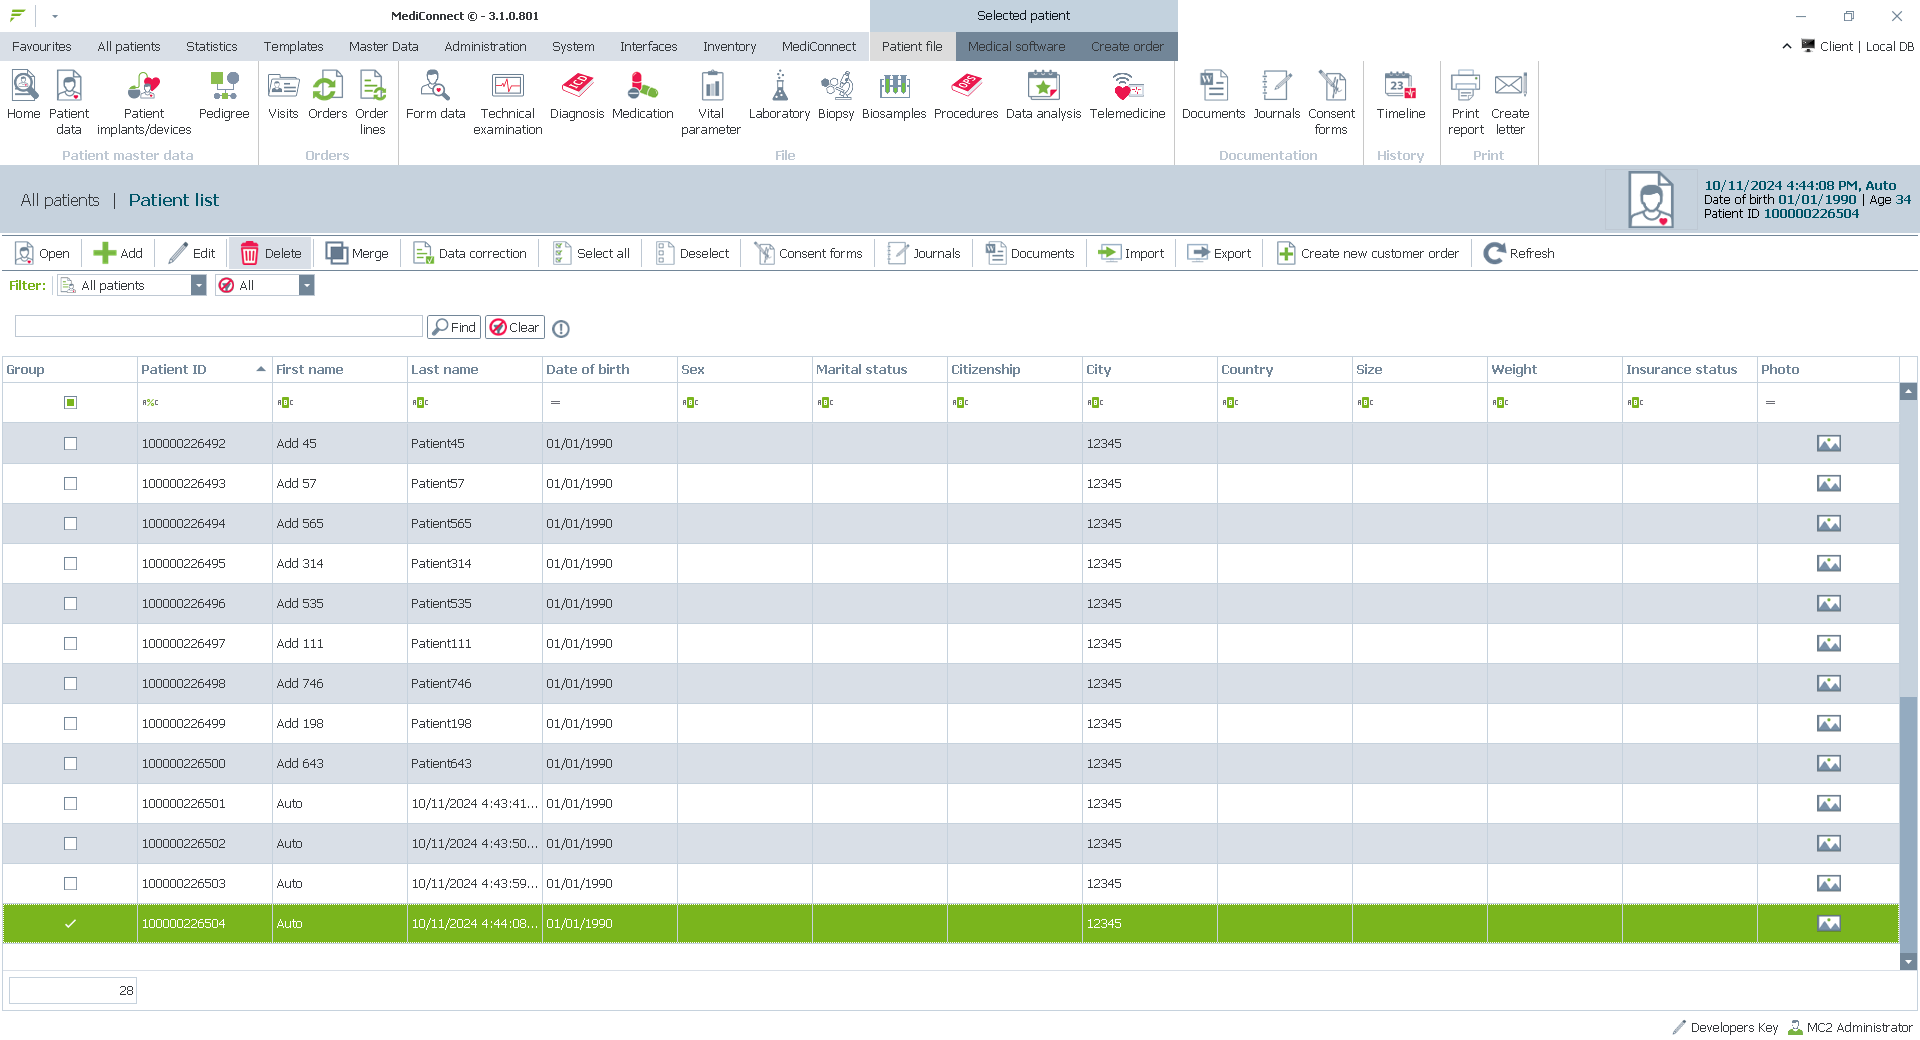 MediConnect © - 3.1.0.801
Selected patient
Favourites All patients Statistics Templates Master Data Administration System Interfaces Inventory MediConnect Patient file Medical software Create order
Client | Local DB
Home
Patient data
Patient implants/devices
Pedigree
Visits
Orders
Order lines
Form data
Technical examination
Diagnosis
Medication
Vital parameter
Laboratory
Biopsy
Biosamples
Procedures
Data analysis
Telemedicine
Documents
Journals
Consent forms
Timeline
Print report
Create letter
Patient master data Orders File Documentation History Print
All patients | Patient list
10/11/2024 4:44:08 PM, Auto
Date of birth 01/01/1990 | Age 34
Patient ID 100000226504
Open Add Edit Delete Merge Data correction Select all Deselect Consent forms Journals Documents Import Export Create new customer order Refresh
Filter: All patients All
Find Clear
Group Patient ID First name Last name Date of birth Sex Marital status Citizenship City Country Size Weight Insurance status Photo
100000226492 Add 45 Patient45 01/01/1990 12345
100000226493 Add 57 Patient57 01/01/1990 12345
100000226494 Add 565 Patient565 01/01/1990 12345
100000226495 Add 314 Patient314 01/01/1990 12345
100000226496 Add 535 Patient535 01/01/1990 12345
100000226497 Add 111 Patient111 01/01/1990 12345
100000226498 Add 746 Patient746 01/01/1990 12345
100000226499 Add 198 Patient198 01/01/1990 12345
100000226500 Add 643 Patient643 01/01/1990 12345
100000226501 Auto 10/11/2024 4:43:41... 01/01/1990 12345
100000226502 Auto 10/11/2024 4:43:50... 01/01/1990 12345
100000226503 Auto 10/11/2024 4:43:59... 01/01/1990 12345
100000226504 Auto 10/11/2024 4:44:08... 01/01/1990 12345
28
Developers Key MC2 Administrator